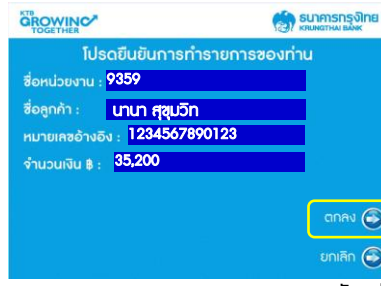 KTB
GROWING
TOGETHER
ธนาคารกรุงไทย
KRUNGTHAI BANK
โปรดยืนยันการทำรายการของท่าน
ชื่อหน่วยงาน : 9359
ชื่อลูกค้า : นานา สุขุมวิท
หมายเลขอ้างอิง : 1234567890123
จำนวนเงิน ฿ : 35,200
ตกลง
ยกเลิก